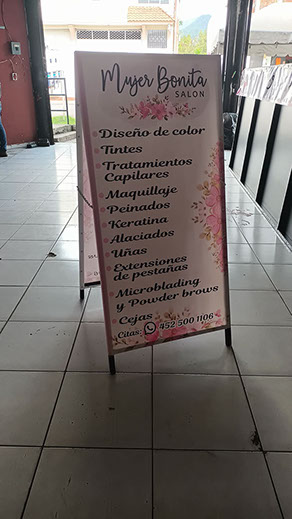 Mujer Bonita
SALON
Diseño de color
Tintes
Tratamientos
Capilares
Maquillaje
Peinados
Keratina
Alaciados
Uñas
Extensiones
de pestañas
Microblading
y Powder brows
Cejas
Citas: 452 500 1106